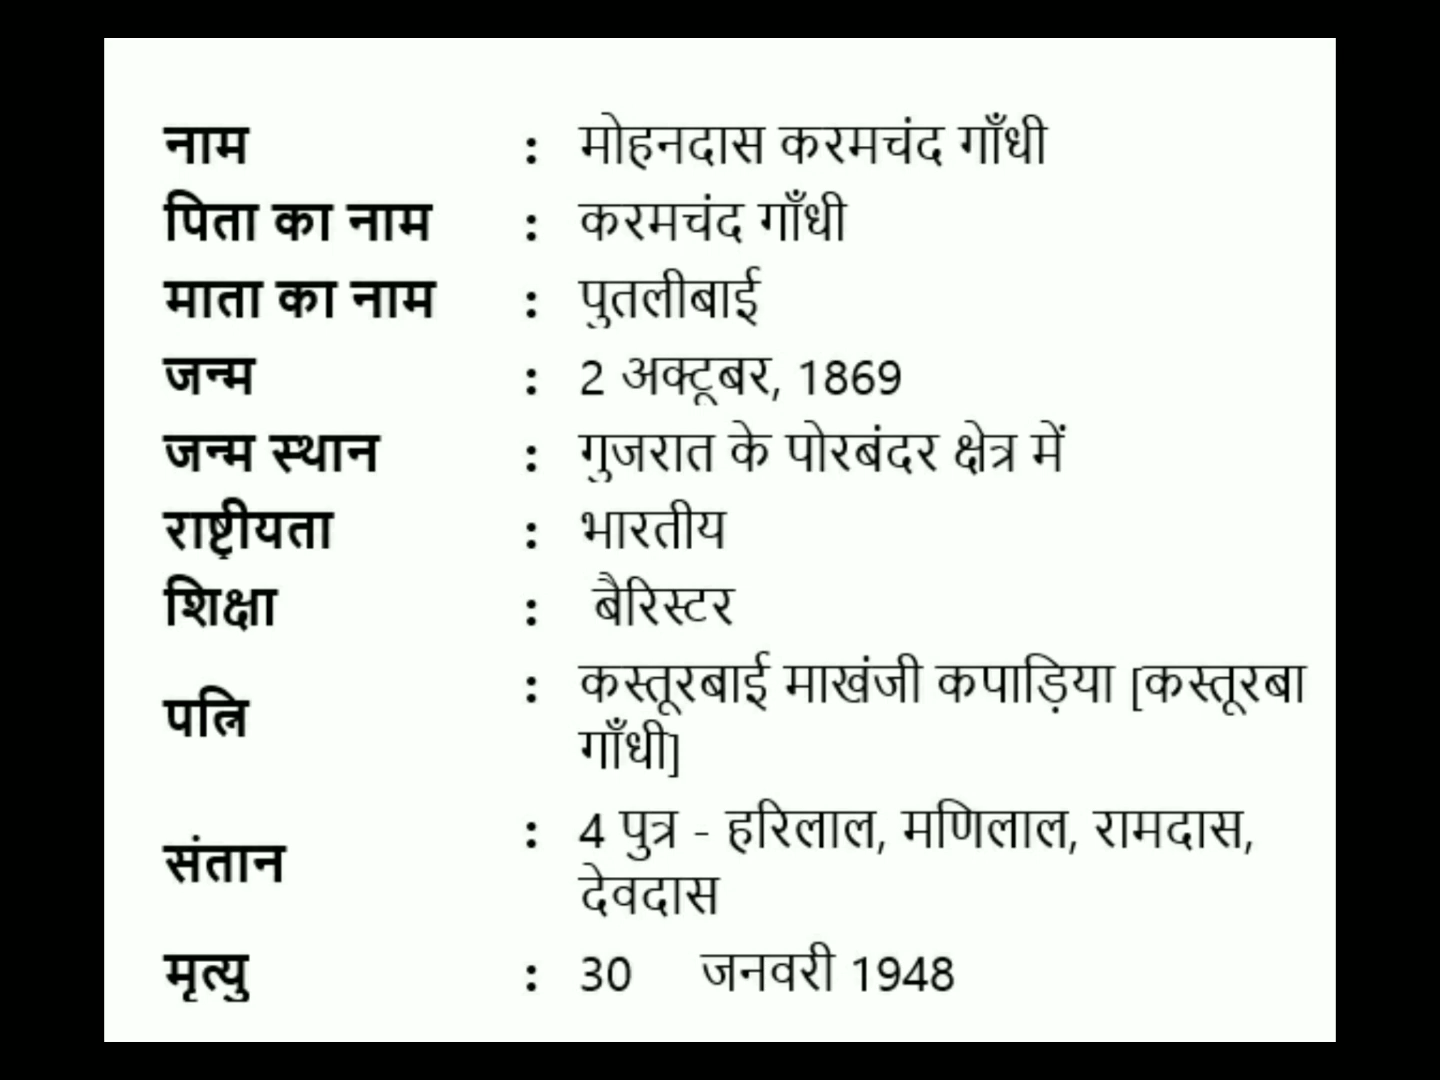 नाम : मोहनदास करमचंद गाँधी
पिता का नाम : करमचंद गाँधी
माता का नाम : पुतलीबाई
जन्म : 2 अक्टूबर, 1869
जन्म स्थान : गुजरात के पोरबंदर क्षेत्र में
राष्ट्रीयता : भारतीय
शिक्षा : बैरिस्टर
पत्नि : कस्तूरबाई माखंजी कपाड़िया [कस्तूरबा
गाँधी]
संतान : 4 पुत्र - हरिलाल, मणिलाल, रामदास,
देवदास
मृत्यु : 30 जनवरी 1948